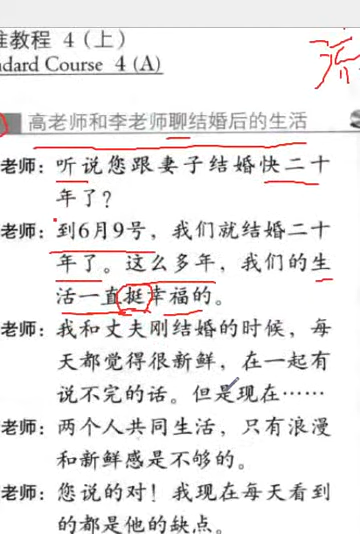 准教程 4（上）
ndard Course 4 (A)
高老师和李老师聊结婚后的生活
老师：听说您跟妻子结婚快二十
年了？
老师：到6月9号，我们就结婚二十
年了。这么多年，我们的生
活一直挺幸福的。
老师：我和丈夫刚结婚的时候，每
天都觉得很新鲜，在一起有
说不完的话。但是现在……
老师：两个人共同生活，只有浪漫
和新鲜感是不够的。
老师：您说的对！我现在每天看到
的都是他的缺点。